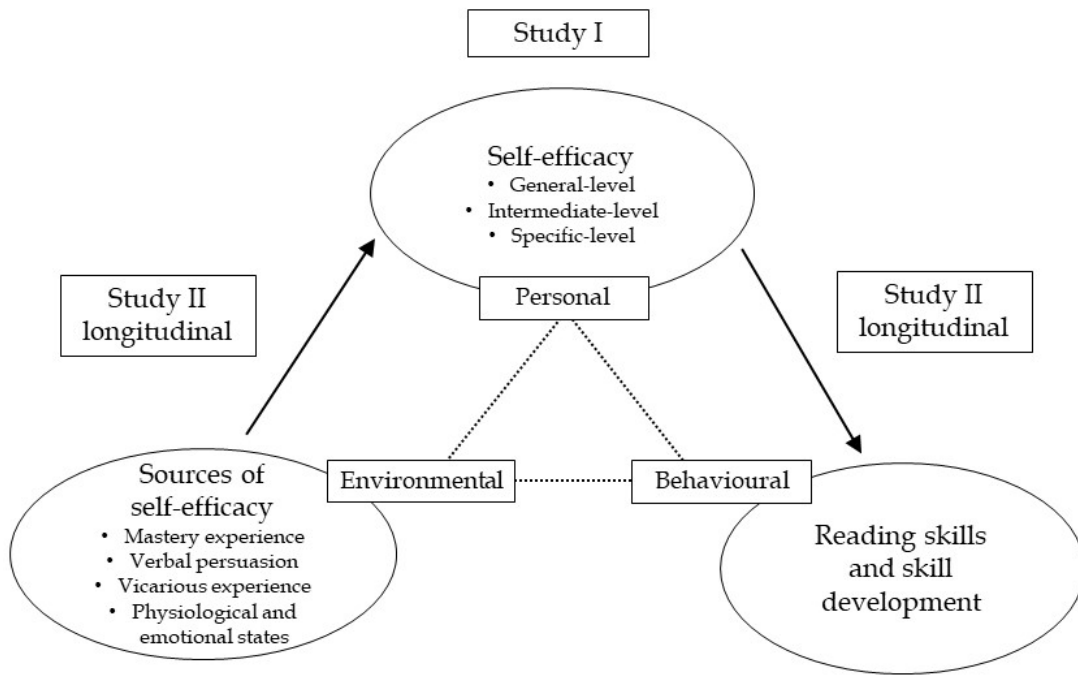 Study I
Self-efficacy
• General-level
• Intermediate-level
• Specific-level
Personal
Study II
longitudinal
Study II
longitudinal
Environmental
Behavioural
Sources of
self-efficacy
• Mastery experience
• Verbal persuasion
• Vicarious experience
• Physiological and
emotional states
Reading skills
and skill
development